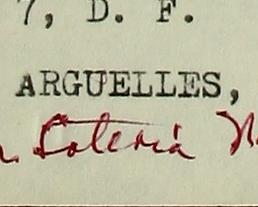 7, D. F.
ARGUELLES,
Lotería